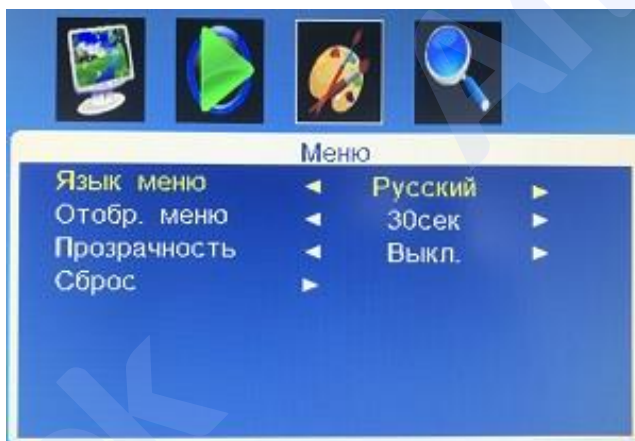 Меню
Язык меню ◄ Русский ►
Отобр. меню ◄ 30сек ►
Прозрачность ◄ Выкл. ►
Сброс ►